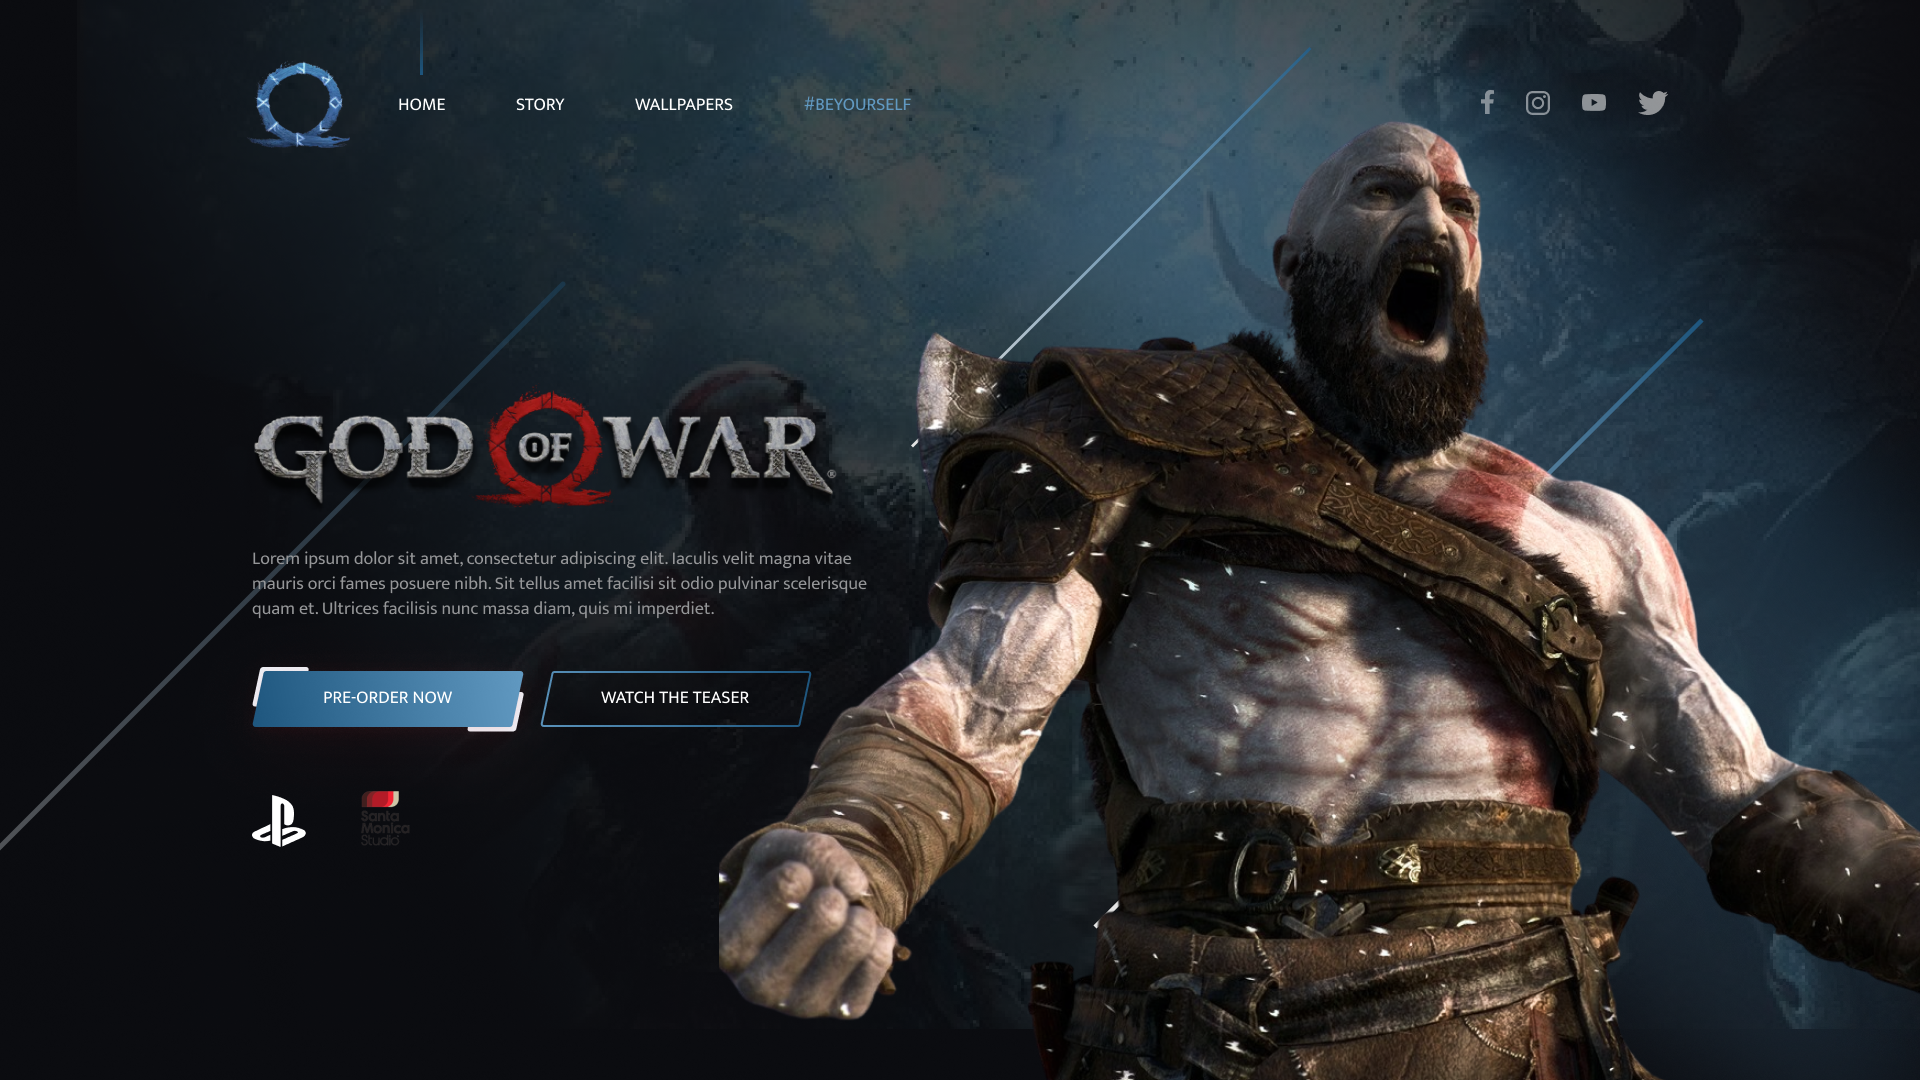 HOME STORY WALLPAPERS #BEYOURSELF
GOD OF WAR®
Lorem ipsum dolor sit amet, consectetur adipiscing elit. Iaculis velit magna vitae
mauris orci fames posuere nibh. Sit tellus amet facilisi sit odio pulvinar scelerisque
quam et. Ultrices facilisis nunc massa diam, quis mi imperdiet.
PRE-ORDER NOW WATCH THE TEASER
Santa
Monica
Studio